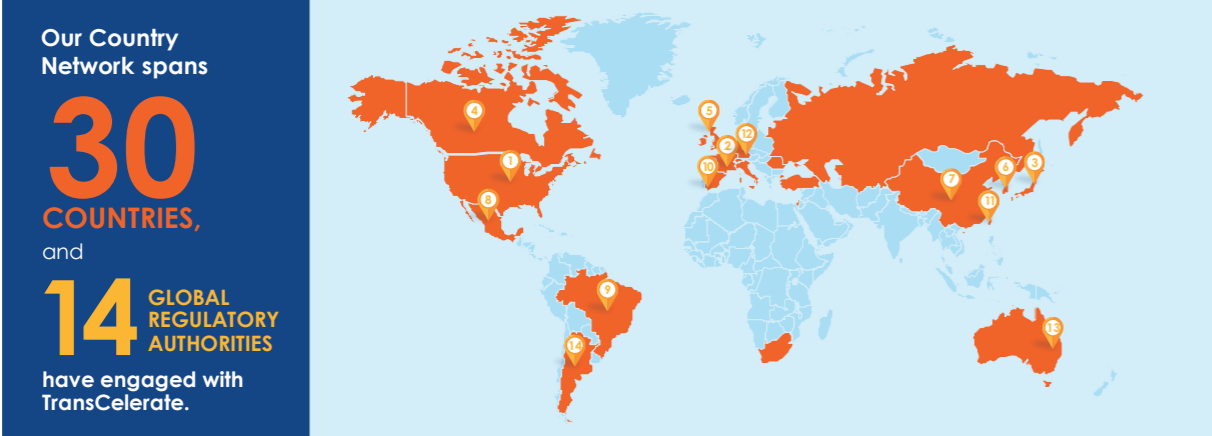 Our Country
Network spans
30
COUNTRIES,
and
14
GLOBAL
REGULATORY
AUTHORITIES
have engaged with
TransCelerate.
4
5
12
1
2
10
7
6
3
8
11
9
14
13